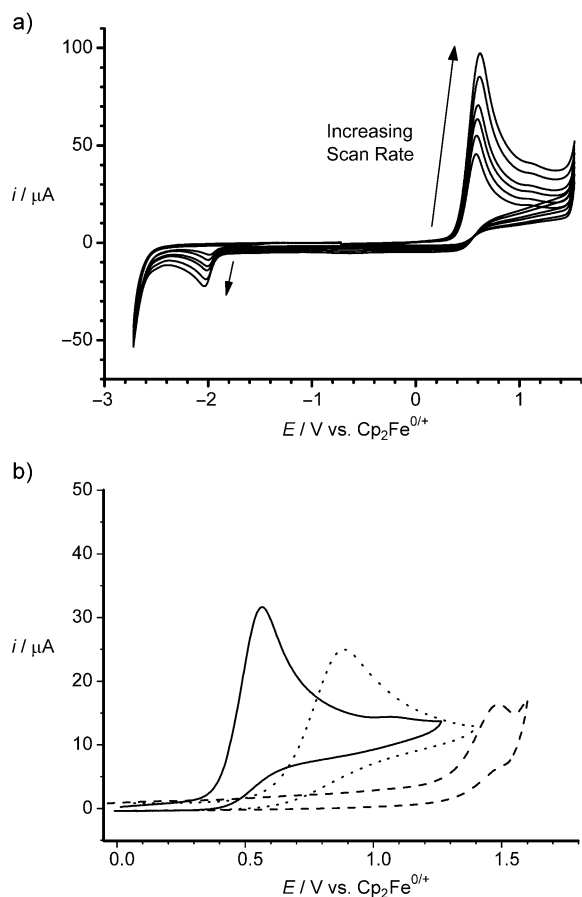 a)
100
50
0
−50
i / μA
Increasing
Scan Rate
−3 −2 −1 0 1
E / V vs. Cp2Fe0/+
b)
50
40
30
20
10
0
i / μA
0.0 0.5 1.0 1.5
E / V vs. Cp2Fe0/+